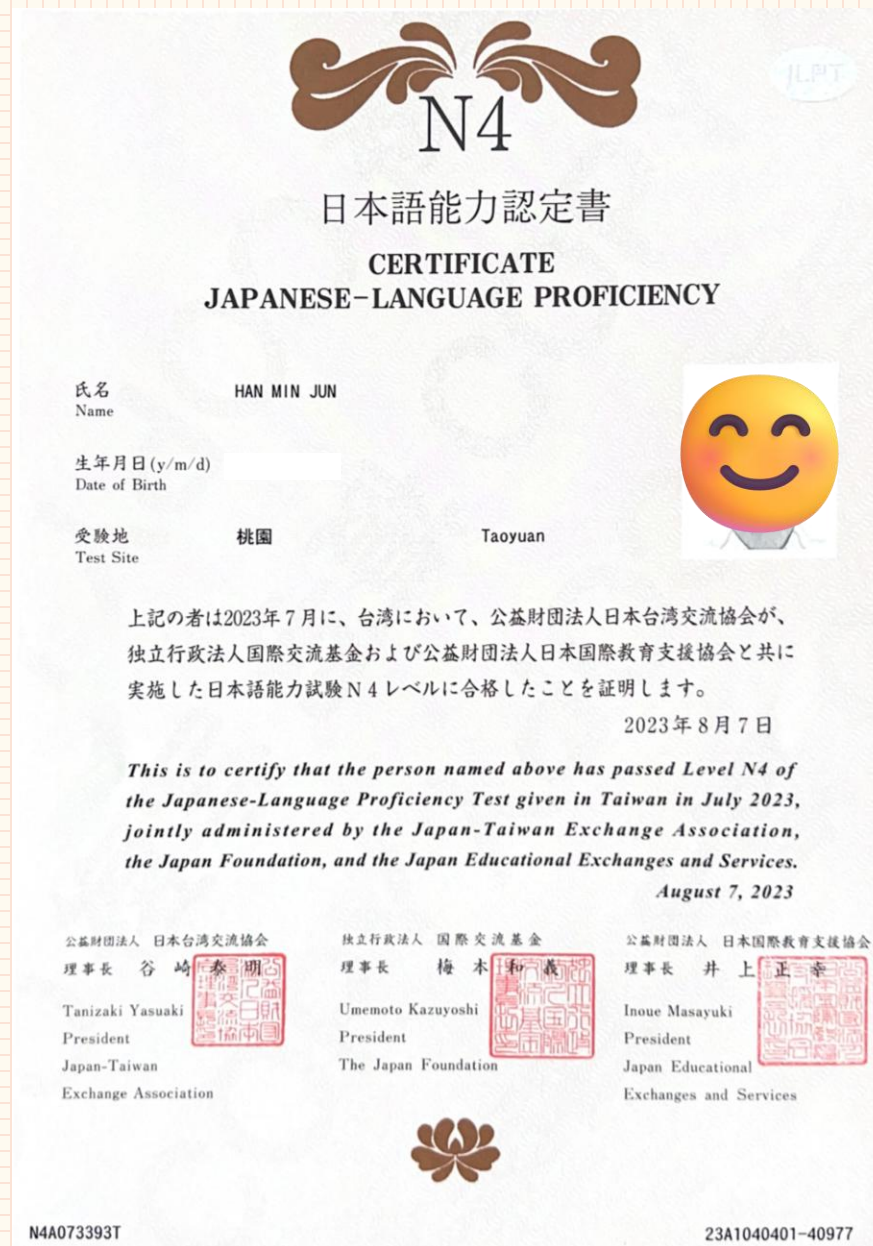 JLPT
N4
日本語能力認定書
CERTIFICATE
JAPANESE-LANGUAGE PROFICIENCY
氏名 HAN MIN JUN
Name
生年月日(y/m/d)
Date of Birth
受験地 桃園 Taoyuan
Test Site
上記の者は2023年7月に、台湾において、公益財団法人日本台湾交流協会が、
独立行政法人国際交流基金および公益財団法人日本国際教育支援協会と共に
実施した日本語能力試験N4レベルに合格したことを証明します。
2023年8月7日
This is to certify that the person named above has passed Level N4 of
the Japanese-Language Proficiency Test given in Taiwan in July 2023,
jointly administered by the Japan-Taiwan Exchange Association,
the Japan Foundation, and the Japan Educational Exchanges and Services.
August 7, 2023
公益財団法人 日本台湾交流協会
理事長 谷崎泰明
Tanizaki Yasuaki
President
Japan-Taiwan
Exchange Association
独立行政法人 国際交流基金
理事長 梅本和義
Umemoto Kazuyoshi
President
The Japan Foundation
公益財団法人 日本国際教育支援協会
理事長 井上正幸
Inoue Masayuki
President
Japan Educational
Exchanges and Services
N4A073393T
23A1040401-40977